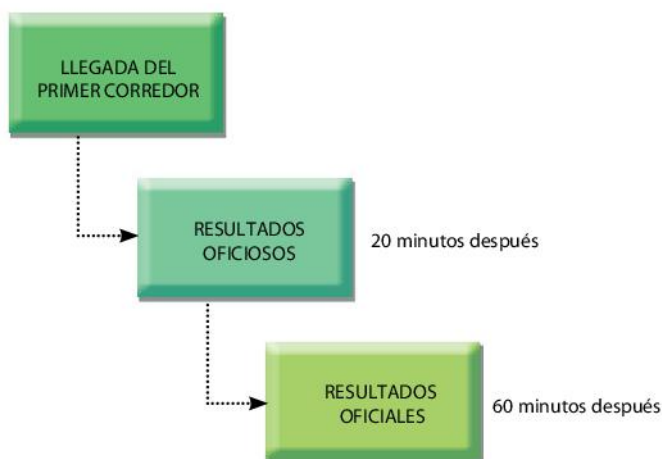 LLEGADA DEL
PRIMER CORREDOR
RESULTADOS
OFICIOSOS
20 minutos después
RESULTADOS
OFICIALES
60 minutos después